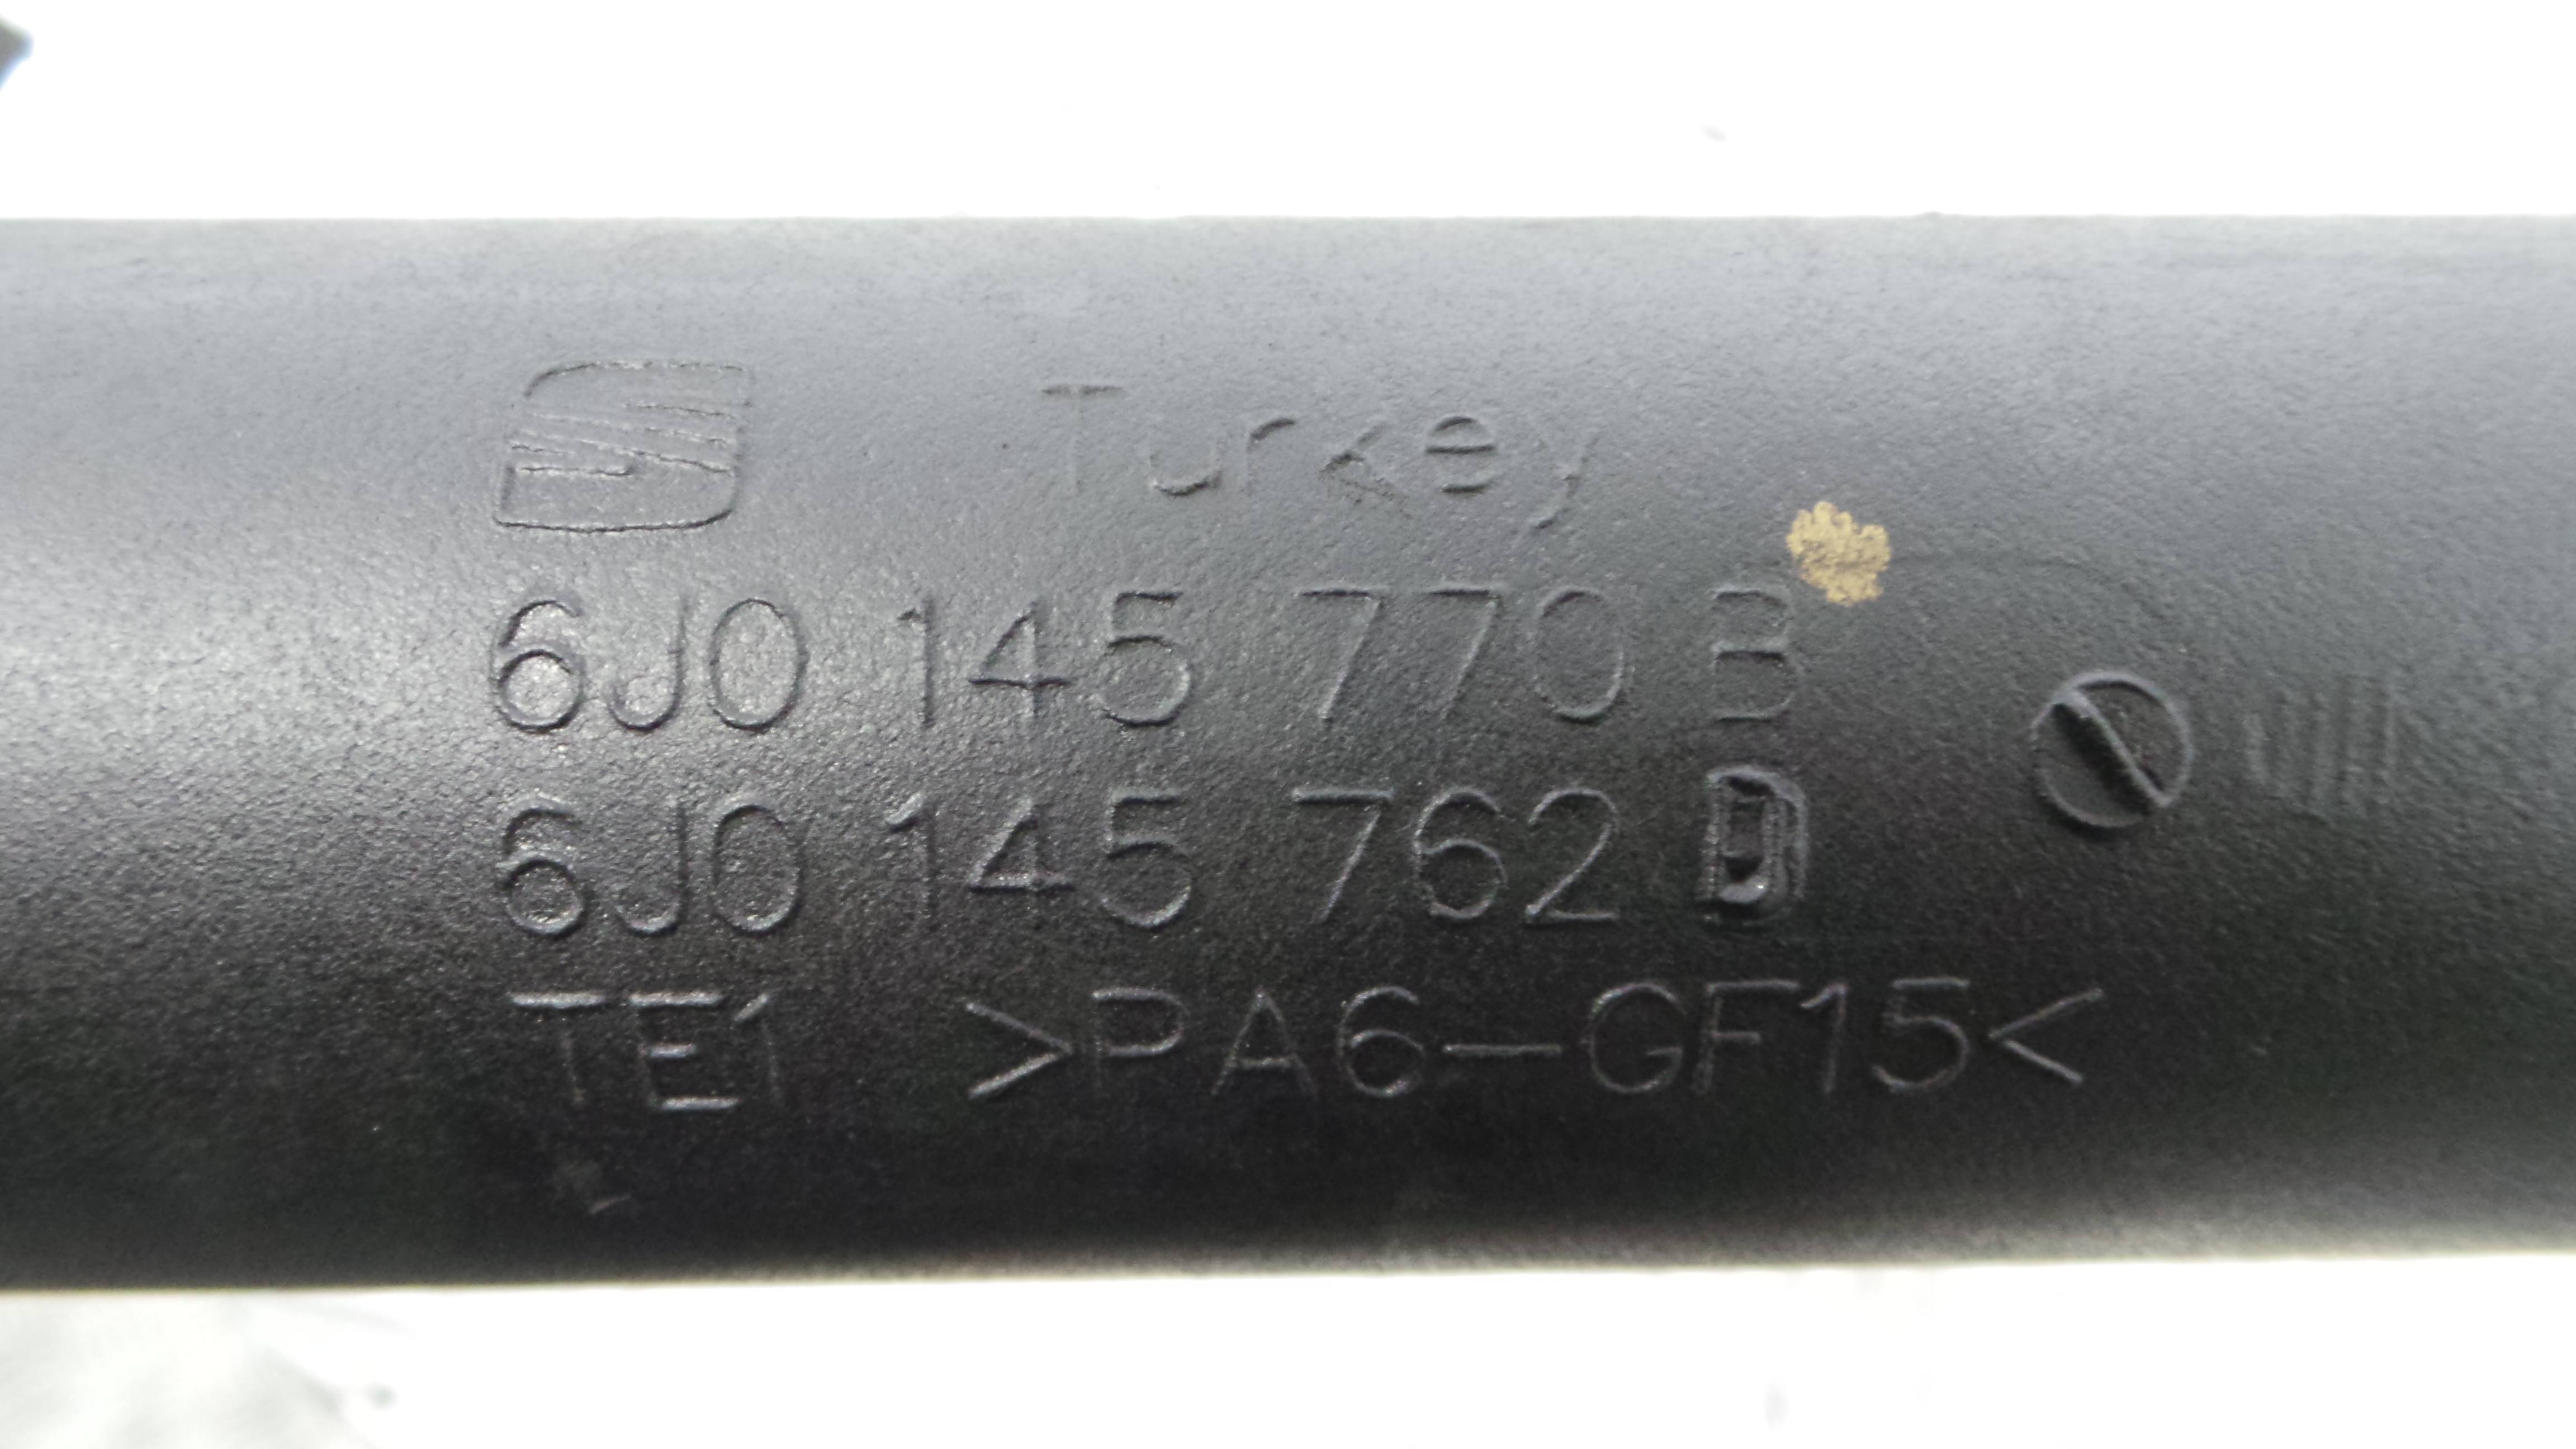 Turkey
6J0 145 770 B
6J0 145 762 D
TE1 >PA6-GF15<